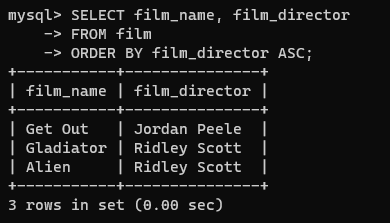 mysql> SELECT film_name, film_director
    -> FROM film
    -> ORDER BY film_director ASC;
+-----------+---------------+
| film_name | film_director |
+-----------+---------------+
| Get Out   | Jordan Peele  |
| Gladiator | Ridley Scott  |
| Alien     | Ridley Scott  |
+-----------+---------------+
3 rows in set (0.00 sec)